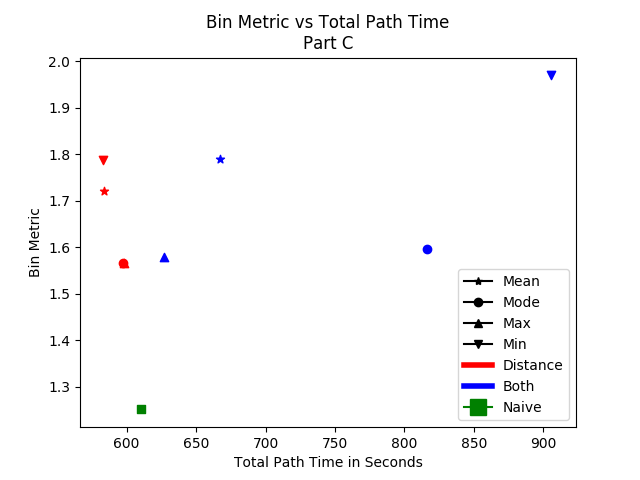 Bin Metric vs Total Path Time
Part C
2.0
1.9
1.8
1.7
1.6
1.5
1.4
1.3
Bin Metric
Mean
Mode
Max
Min
Distance
Both
Naive
600 650 700 750 800 850 900
Total Path Time in Seconds